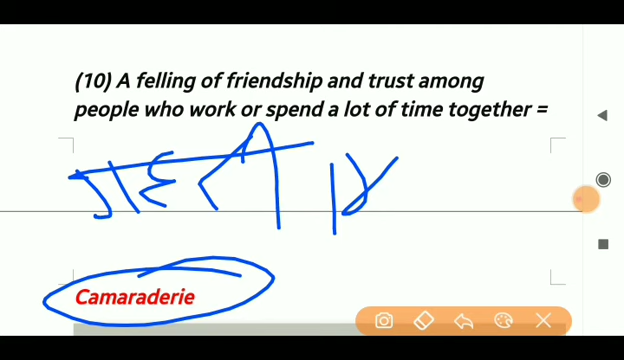 (10) A felling of friendship and trust among
people who work or spend a lot of time together =
Camaraderie